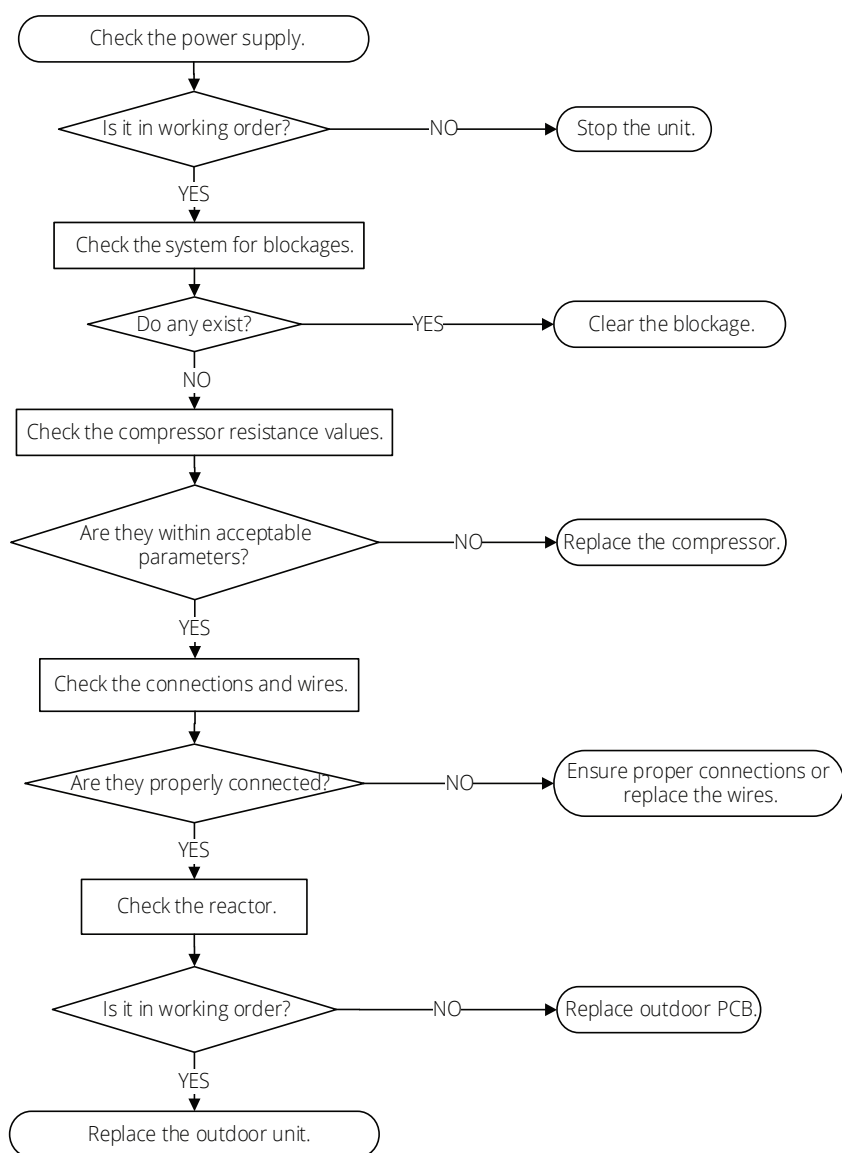 Check the power supply.
Is it in working order?
NO
Stop the unit.
YES
Check the system for blockages.
Do any exist?
YES
Clear the blockage.
NO
Check the compressor resistance values.
Are they within acceptable
parameters?
NO
Replace the compressor.
YES
Check the connections and wires.
Are they properly connected?
NO
Ensure proper connections or
replace the wires.
YES
Check the reactor.
Is it in working order?
NO
Replace outdoor PCB.
YES
Replace the outdoor unit.